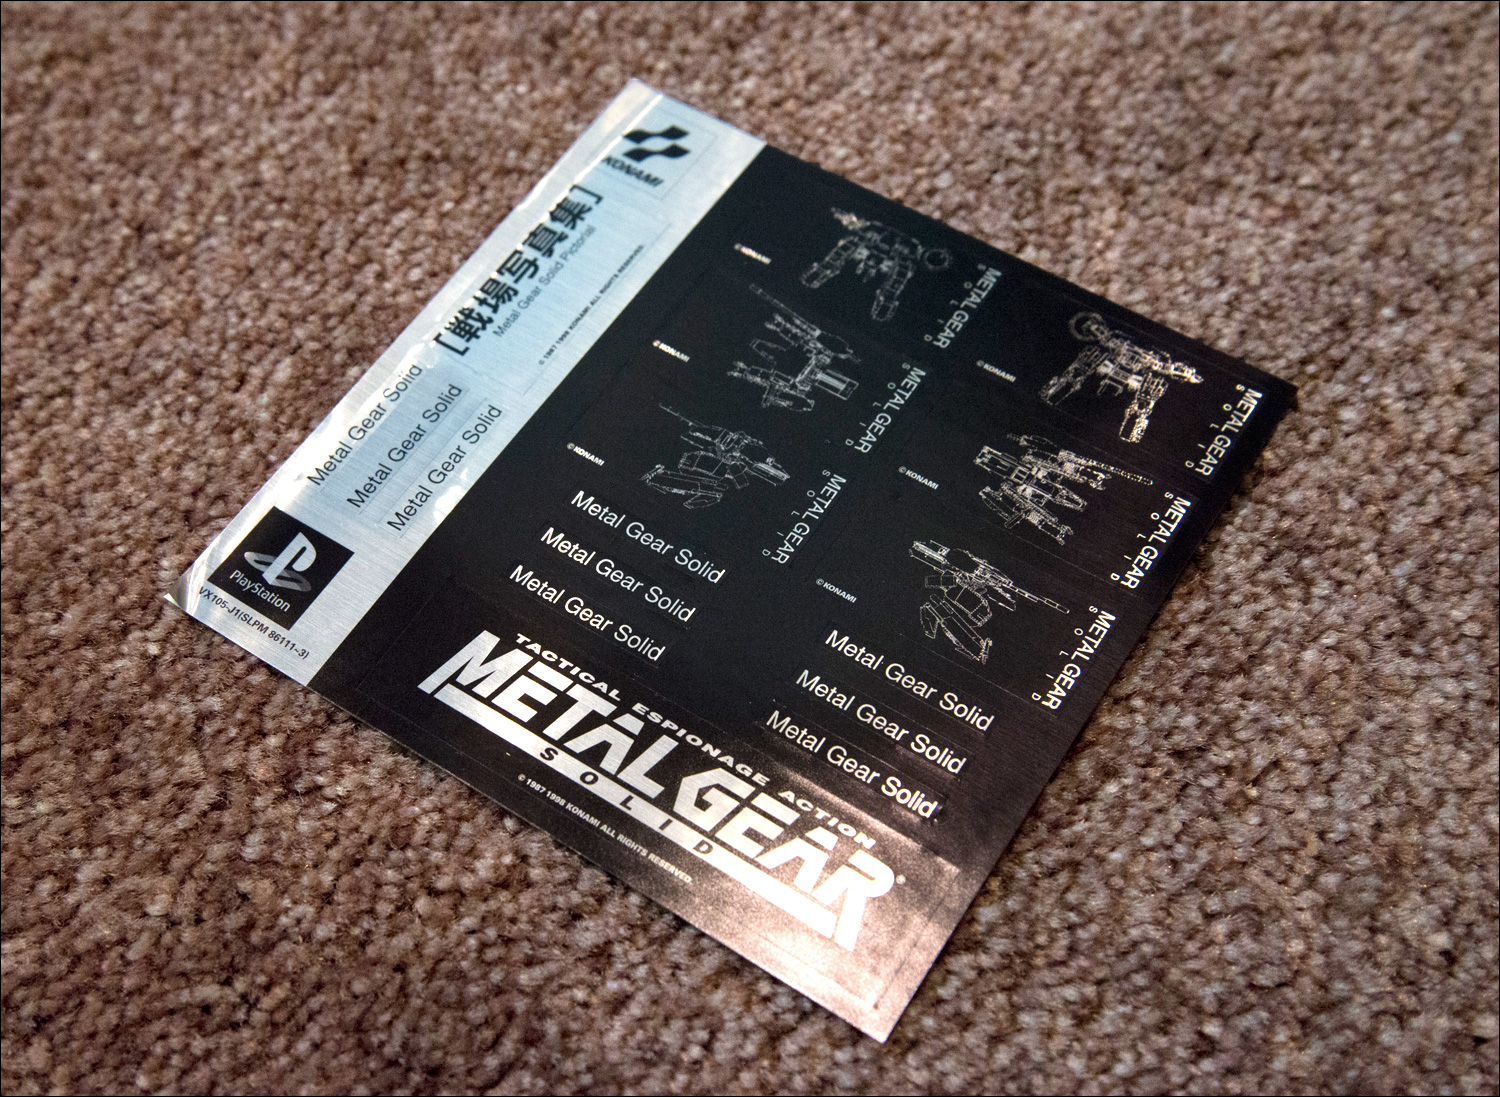 KONAMI
[戦場写真集]
Metal Gear Solid Pictorial
© 1987 1998 KONAMI ALL RIGHTS RESERVED.
Metal Gear Solid
Metal Gear Solid
Metal Gear Solid
PlayStation
VX105-J1(SLPM 86111~3)
© KONAMI
METAL GEAR
SOLID
© KONAMI
METAL GEAR
SOLID
© KONAMI
METAL GEAR
SOLID
© KONAMI
METAL GEAR
SOLID
© KONAMI
METAL GEAR
SOLID
© KONAMI
METAL GEAR
SOLID
Metal Gear Solid
Metal Gear Solid
Metal Gear Solid
Metal Gear Solid
Metal Gear Solid
Metal Gear Solid
TACTICAL ESPIONAGE ACTION
METAL GEAR®
SOLID
© 1987 1998 KONAMI ALL RIGHTS RESERVED.